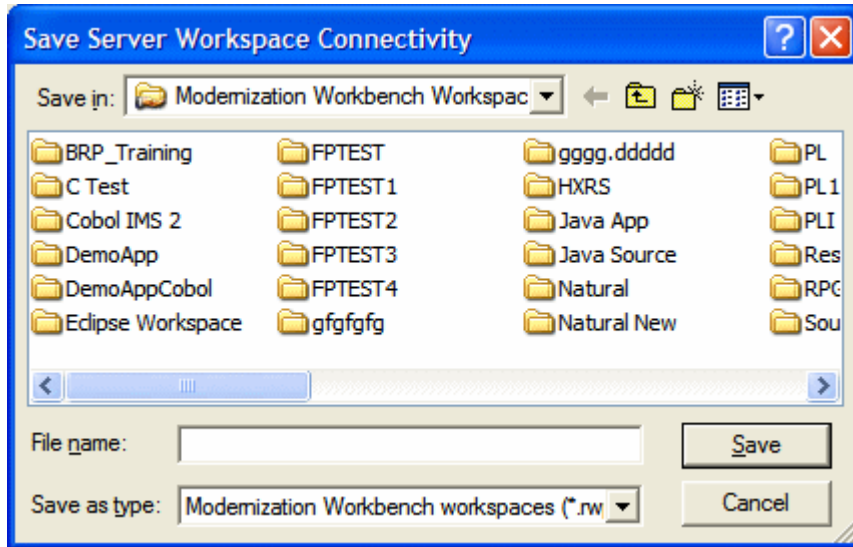 Save Server Workspace Connectivity
Save in: Modernization Workbench Workspac
BRP_Training FPTEST gggg.ddddd PL
C Test FPTEST1 HXRS PL1
Cobol IMS 2 FPTEST2 Java App PLI
DemoApp FPTEST3 Java Source Res
DemoAppCobol FPTEST4 Natural RPG
Eclipse Workspace gfgfgfg Natural New Sou
File name: Save
Save as type: Modernization Workbench workspaces (*.rw Cancel